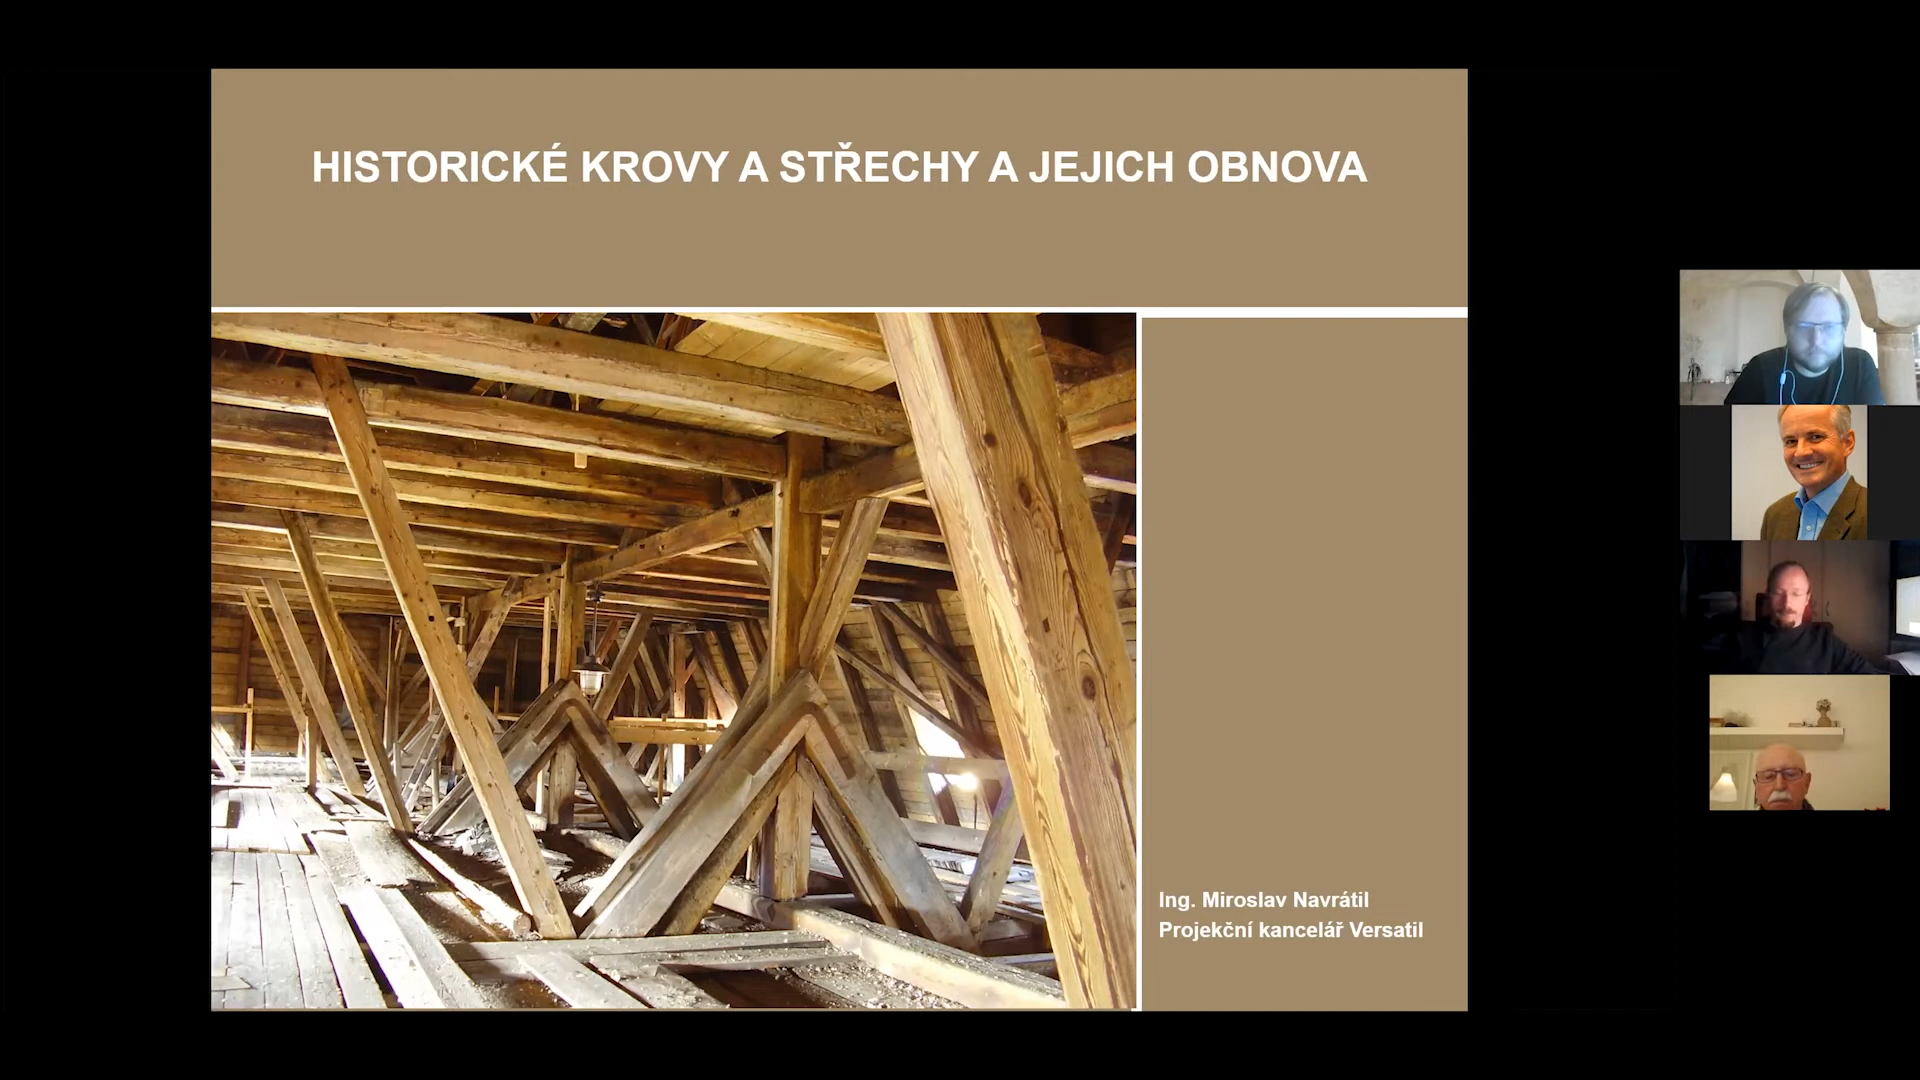 HISTORICKÉ KROVY A STŘECHY A JEJICH OBNOVA
Ing. Miroslav Navrátil
Projekční kancelář Versatil